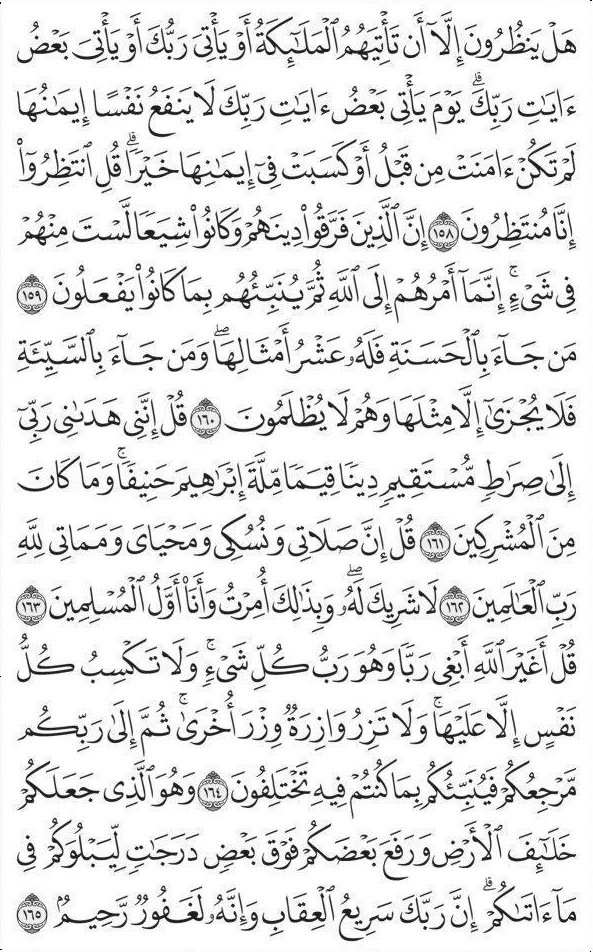 هَلۡ يَنظُرُونَ إِلَّآ أَن تَأۡتِيَهُمُ ٱلۡمَلَٰٓئِكَةُ أَوۡ يَأۡتِيَ رَبُّكَ أَوۡ يَأۡتِيَ بَعۡضُ
ءَايَٰتِ رَبِّكَۗ يَوۡمَ يَأۡتِي بَعۡضُ ءَايَٰتِ رَبِّكَ لَا يَنفَعُ نَفۡسًا إِيمَٰنُهَا
لَمۡ تَكُنۡ ءَامَنَتۡ مِن قَبۡلُ أَوۡ كَسَبَتۡ فِيٓ إِيمَٰنِهَا خَيۡرٗاۗ قُلِ ٱنتَظِرُوٓاْ
إِنَّا مُنتَظِرُونَ ١٥٨ إِنَّ ٱلَّذِينَ فَرَّقُواْ دِينَهُمۡ وَكَانُواْ شِيَعٗا لَّسۡتَ مِنۡهُمۡ
فِي شَيۡءٍۚ إِنَّمَآ أَمۡرُهُمۡ إِلَى ٱللَّهِ ثُمَّ يُنَبِّئُهُم بِمَا كَانُواْ يَفۡعَلُونَ ١٥٩
مَن جَآءَ بِٱلۡحَسَنَةِ فَلَهُۥ عَشۡرُ أَمۡثَالِهَاۖ وَمَن جَآءَ بِٱلسَّيِّئَةِ
فَلَا يُجۡزَىٰٓ إِلَّا مِثۡلَهَا وَهُمۡ لَا يُظۡلَمُونَ ١٦٠ قُلۡ إِنَّنِي هَدَىٰنِي رَبِّيٓ
إِلَىٰ صِرَٰطٖ مُّسۡتَقِيمٖ دِينٗا قِيَمٗا مِّلَّةَ إِبۡرَٰهِيمَ حَنِيفٗاۚ وَمَا كَانَ
مِنَ ٱلۡمُشۡرِكِينَ ١٦١ قُلۡ إِنَّ صَلَاتِي وَنُسُكِي وَمَحۡيَايَ وَمَمَاتِي لِلَّهِ
رَبِّ ٱلۡعَٰلَمِينَ ١٦٢ لَا شَرِيكَ لَهُۥۖ وَبِذَٰلِكَ أُمِرۡتُ وَأَنَا۠ أَوَّلُ ٱلۡمُسۡلِمِينَ ١٦٣
قُلۡ أَغَيۡرَ ٱللَّهِ أَبۡغِي رَبّٗا وَهُوَ رَبُّ كُلِّ شَيۡءٖۚ وَلَا تَكۡسِبُ كُلُّ
نَفۡسٍ إِلَّا عَلَيۡهَاۚ وَلَا تَزِرُ وَازِرَةٞ وِزۡرَ أُخۡرَىٰۚ ثُمَّ إِلَىٰ رَبِّكُم
مَّرۡجِعُكُمۡ فَيُنَبِّئُكُم بِمَا كُنتُمۡ فِيهِ تَخۡتَلِفُونَ ١٦٤ وَهُوَ ٱلَّذِي جَعَلَكُمۡ
خَلَٰٓئِفَ ٱلۡأَرۡضِ وَرَفَعَ بَعۡضَكُمۡ فَوۡقَ بَعۡضٖ دَرَجَٰتٖ لِّيَبۡلُوَكُمۡ فِي
مَآ ءَاتَىٰكُمۡۗ إِنَّ رَبَّكَ سَرِيعُ ٱلۡعِقَابِ وَإِنَّهُۥ لَغَفُورٞ رَّحِيمُۢ ١٦٥